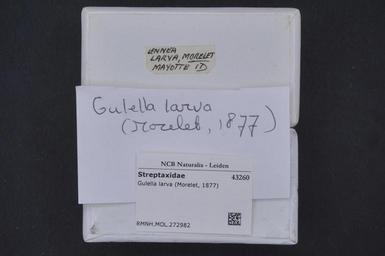 ENNEA
LARVA, MORELET
MAYOTTE
Gulella larva
(Morelet, 1877)
NCB Naturalis - Leiden
Streptaxidae 43260
Gulella larva (Morelet, 1877)
RMNH.MOL.272982